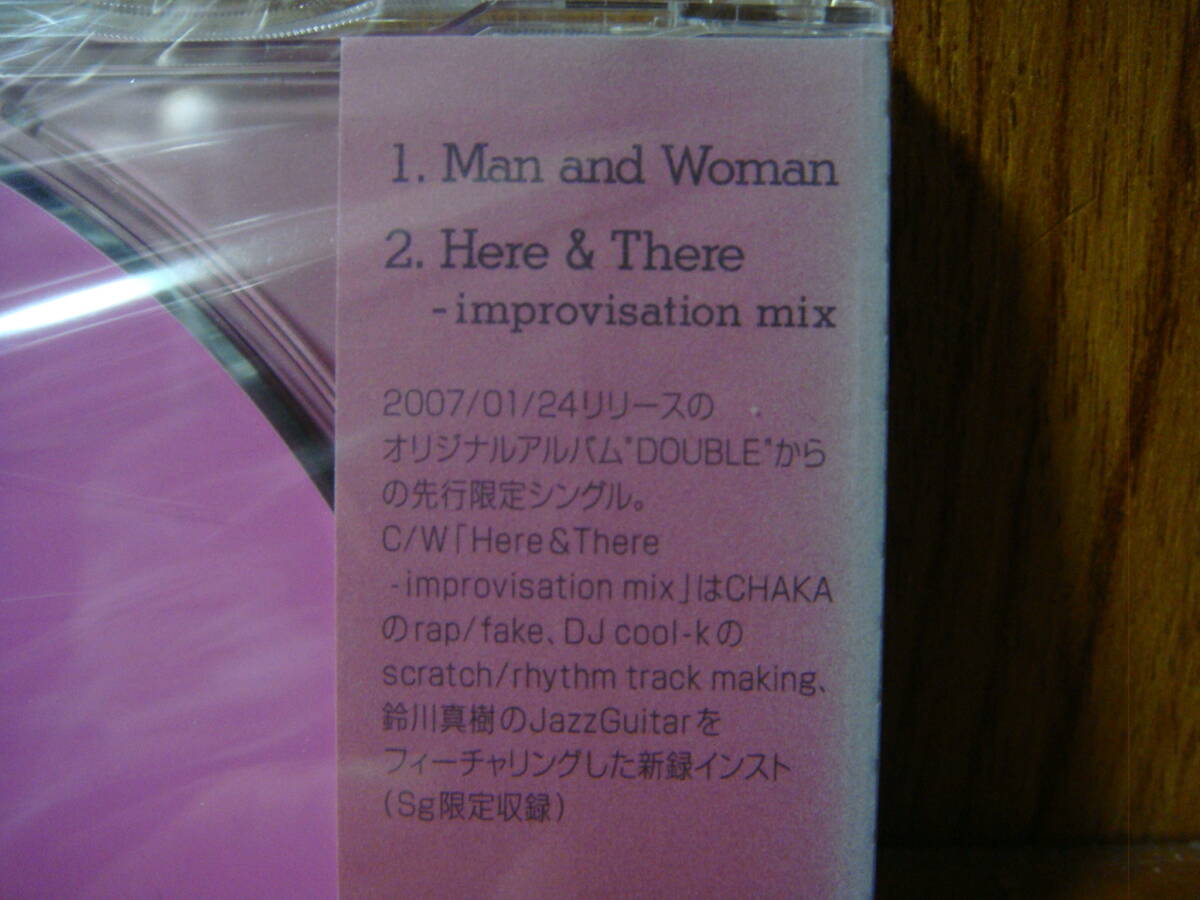 1. Man and Woman
2. Here & There
-improvisation mix
2007/01/24リリースの
オリジナルアルバム"DOUBLE"から
の先行限定シングル。
C/W「Here&There
-improvisation mix」はCHAKA
のrap/fake、DJ cool-kの
scratch/rhythm track making、
鈴川真樹のJazzGuitarを
フィーチャリングした新録インスト
(Sg限定収録)